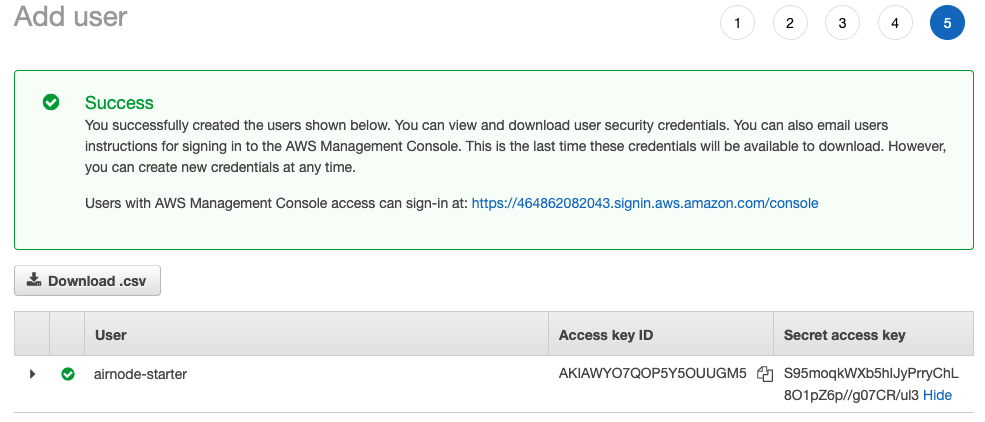 Add user
1 2 3 4 5
Success
You successfully created the users shown below. You can view and download user security credentials. You can also email users
instructions for signing in to the AWS Management Console. This is the last time these credentials will be available to download. However,
you can create new credentials at any time.
Users with AWS Management Console access can sign-in at: https://464862082043.signin.aws.amazon.com/console
Download .csv
User Access key ID Secret access key
airnode-starter AKIAWYO7QOP5Y5OUUGM5 S95moqkWXb5hIJyPrryChL
8O1pZ6p//g07CR/ul3 Hide